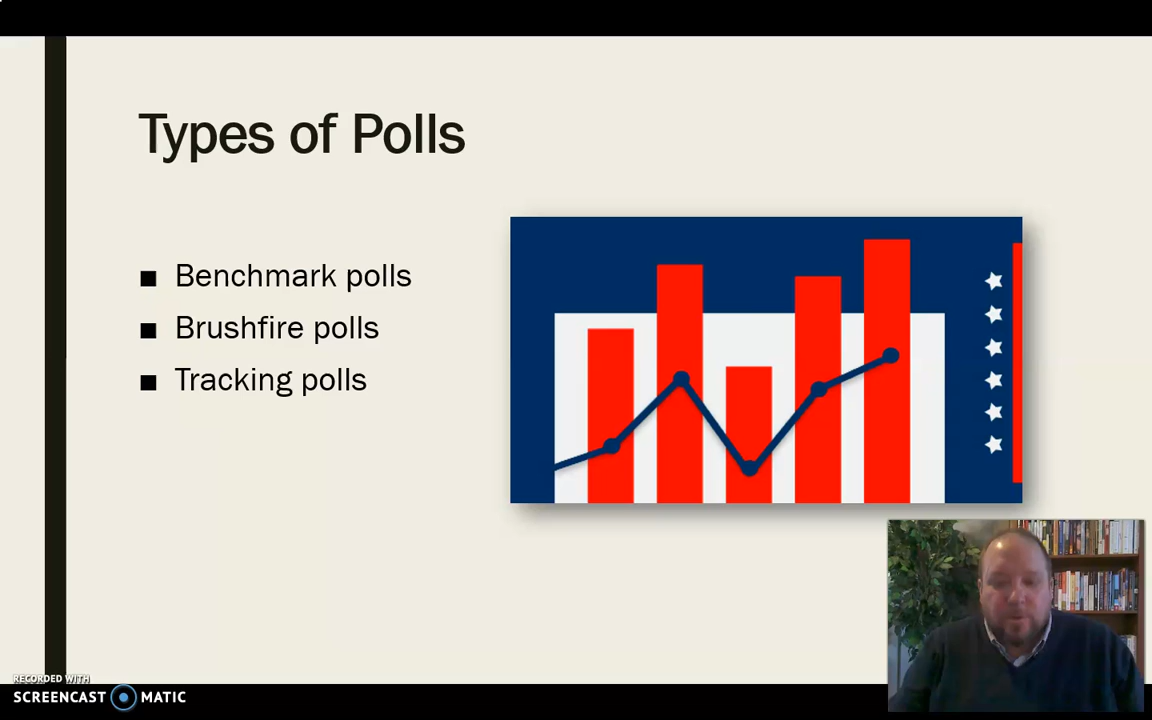 Types of Polls
Benchmark polls
Brushfire polls
Tracking polls
RECORDED WITH
SCREENCAST MATIC